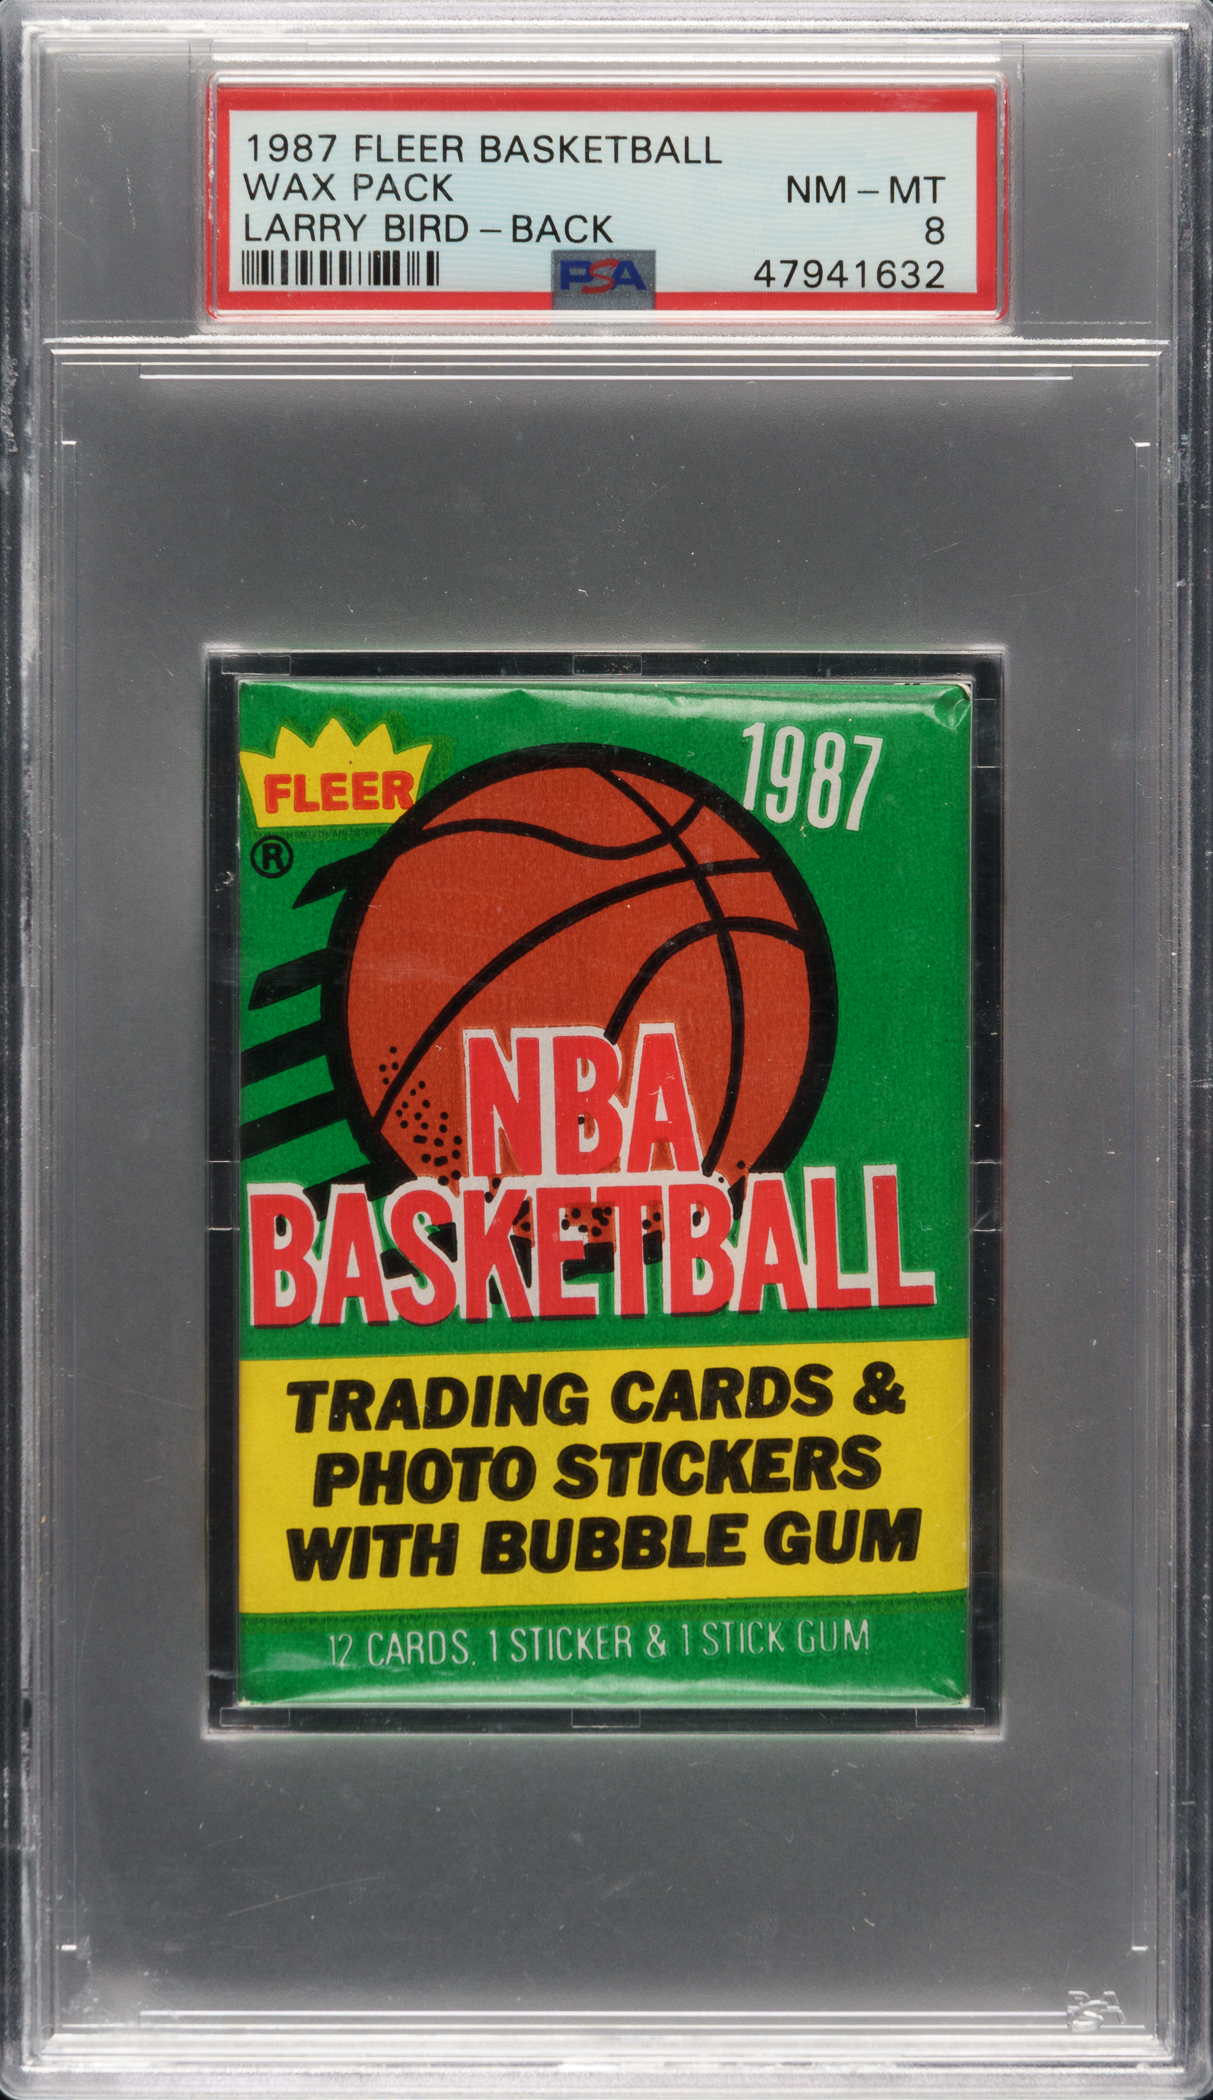 1987 FLEER BASKETBALL
WAX PACK NM - MT
LARRY BIRD - BACK 8
PSA 47941632
FLEER
®
1987
NBA
BASKETBALL
TRADING CARDS &
PHOTO STICKERS
WITH BUBBLE GUM
12 CARDS, 1 STICKER & 1 STICK GUM
PSA